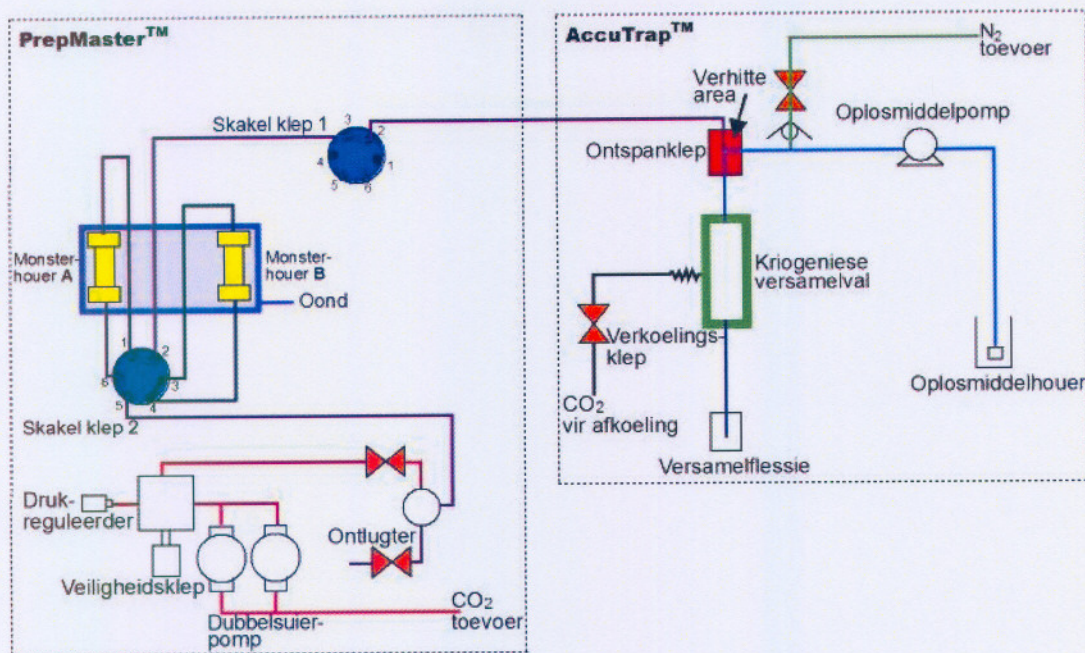 PrepMaster™
Skakel klep 1
3
2
4
1
5
6
Monster-
houer A
Monster-
houer B
Oond
1
2
6
3
5
4
Skakel klep 2
Druk-
reguleerder
Veiligheidsklep
Ontlugter
Dubbelsuier-
pomp
CO2
toevoer
AccuTrap™
N2
toevoer
Verhitte
area
Oplosmiddelpomp
Ontspanklep
Kriogeniese
versamelval
Verkoelings-
klep
CO2
vir afkoeling
Versamelflessie
Oplosmiddelhouer